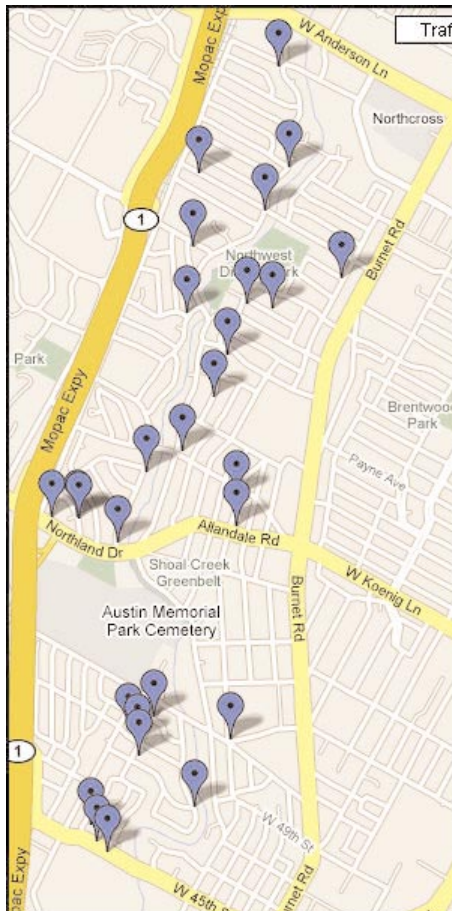 Traf
Mopac Expy
W Anderson Ln
Northcross
1
Burnet Rd
Northwest
Park
Park
Mopac Expy
Brentwood
Park
Payne Ave
Northland Dr
Allandale Rd
Shoal Creek
Greenbelt
W Koenig Ln
Burnet Rd
Austin Memorial
Park Cemetery
1
W 49th St
W 45th St
Burnet Rd
pac Expy